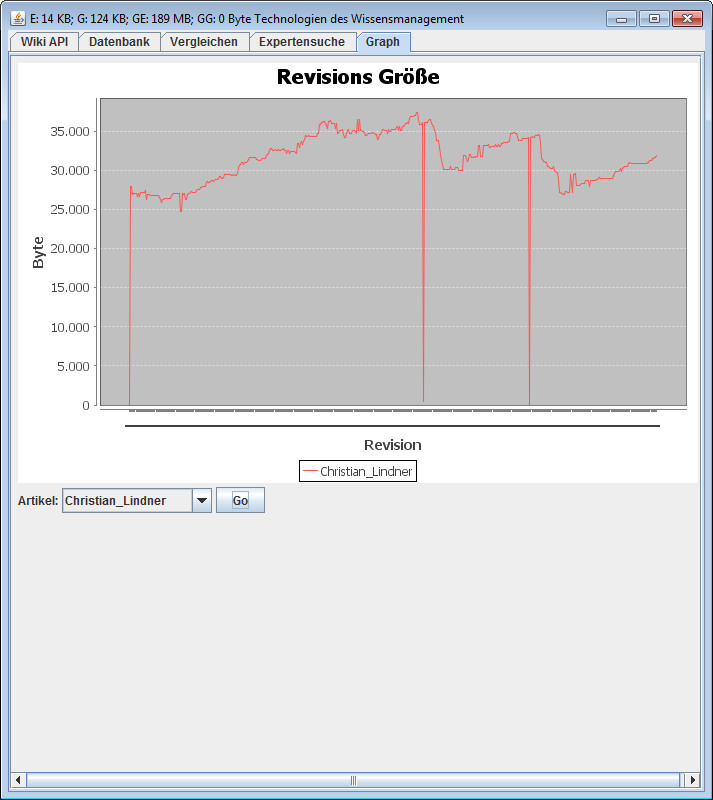 E: 14 KB; G: 124 KB; GE: 189 MB; GG: 0 Byte Technologien des Wissensmanagement
Wiki API Datenbank Vergleichen Expertensuche Graph
Revisions Größe
35.000
30.000
25.000
20.000
15.000
10.000
5.000
0
Byte
Revision
Christian_Lindner
Artikel: Christian_Lindner Go